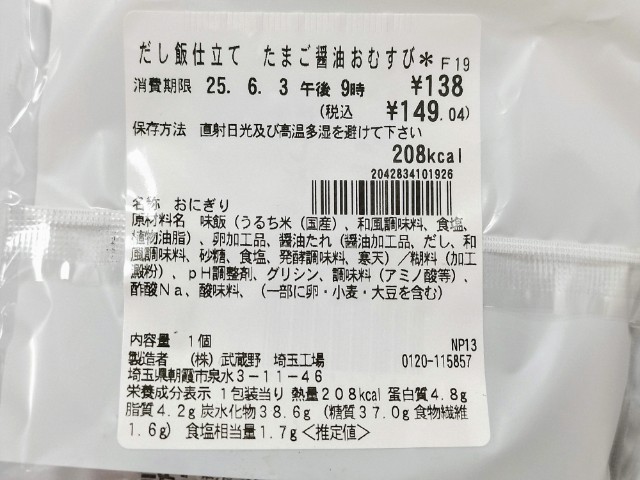 だし飯仕立て　たまご醤油おむすび＊ F19
消費期限 25. 6. 3 午後 9時 ¥138
(税込 ¥149.04)
保存方法 直射日光及び高温多湿を避けて下さい
208kcal
2042834101926
名称 おにぎり
原材料名 味飯（うるち米（国産）、和風調味料、食塩、
植物油脂）、卵加工品、醤油たれ（醤油加工品、だし、和
風調味料、砂糖、食塩、発酵調味料、寒天）／糊料（加工
澱粉）、ｐH調整剤、グリシン、調味料（アミノ酸等）、
酢酸Ｎａ、酸味料、（一部に卵・小麦・大豆を含む）
内容量 1個 NP13
製造者 （株）武蔵野 埼玉工場 0120-115857
埼玉県朝霞市泉水３－１１－４６
栄養成分表示 1包装当り 熱量208kcal 蛋白質4.8g
脂質4.2g 炭水化物38.6g（糖質37.0g 食物繊維
1.6g） 食塩相当量1.7g＜推定値＞